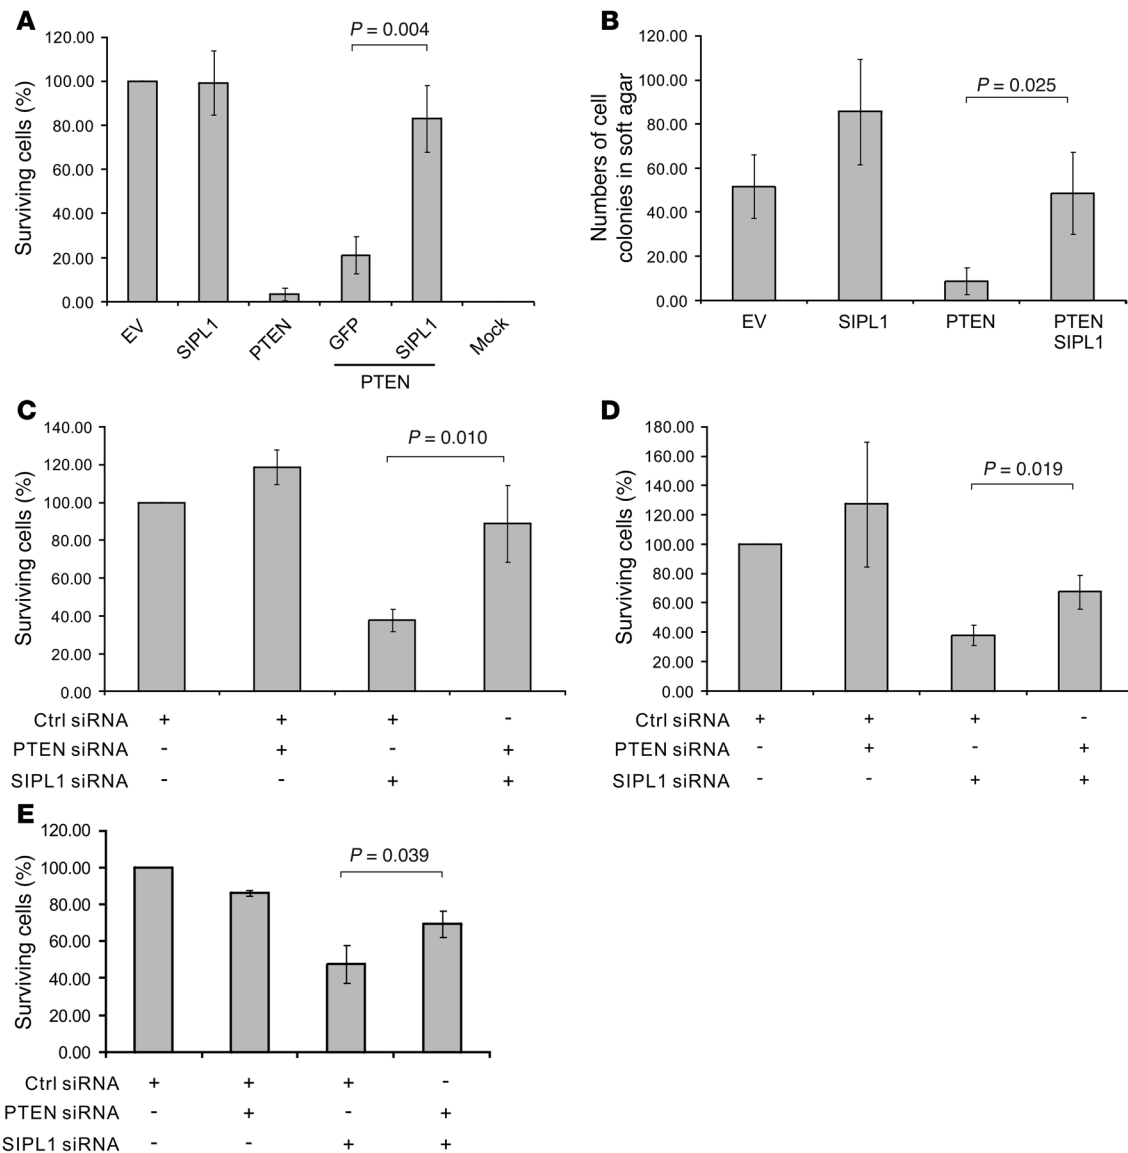 A
P = 0.004
Surviving cells (%)
120.00
100.00
80.00
60.00
40.00
20.00
0.00
EV
SIPL1
PTEN
GFP
SIPL1
Mock
PTEN
B
P = 0.025
Numbers of cell
colonies in soft agar
120.00
100.00
80.00
60.00
40.00
20.00
0.00
EV
SIPL1
PTEN
PTEN
SIPL1
C
P = 0.010
Surviving cells (%)
140.00
120.00
100.00
80.00
60.00
40.00
20.00
0.00
Ctrl siRNA + + + -
PTEN siRNA - + - +
SIPL1 siRNA - - + +
D
P = 0.019
Surviving cells (%)
180.00
160.00
140.00
120.00
100.00
80.00
60.00
40.00
20.00
0.00
Ctrl siRNA + + + -
PTEN siRNA - + - +
SIPL1 siRNA - - + +
E
P = 0.039
Surviving cells (%)
120.00
100.00
80.00
60.00
40.00
20.00
0.00
Ctrl siRNA + + + -
PTEN siRNA - + - +
SIPL1 siRNA - - + +